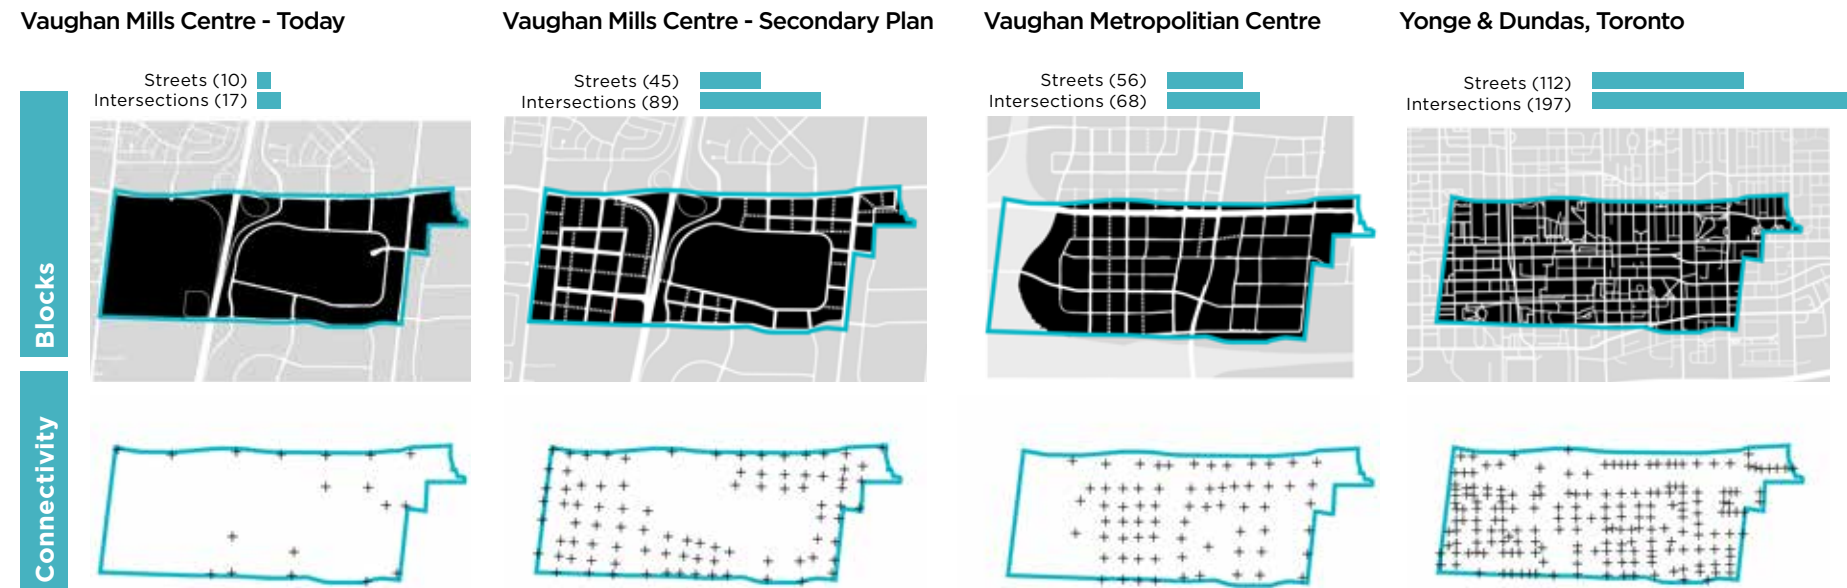 Vaughan Mills Centre - Today
Vaughan Mills Centre - Secondary Plan
Vaughan Metropolitian Centre
Yonge & Dundas, Toronto
Streets (10)
Intersections (17)
Streets (45)
Intersections (89)
Streets (56)
Intersections (68)
Streets (112)
Intersections (197)
Blocks
Connectivity